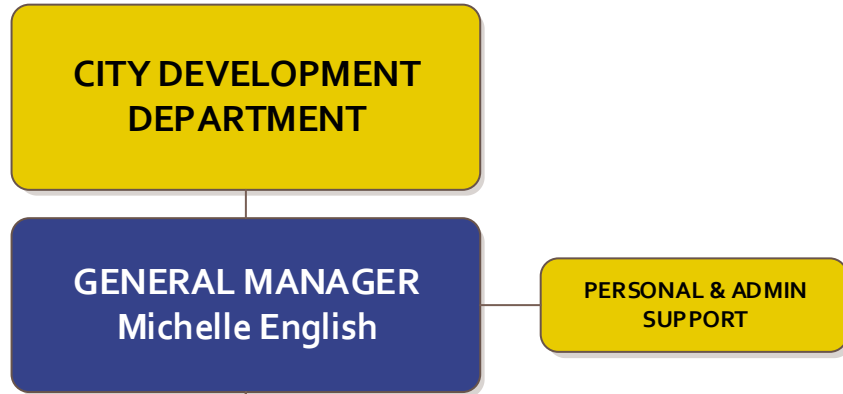 CITY DEVELOPMENT
DEPARTMENT
GENERAL MANAGER
Michelle English
PERSONAL & ADMIN
SUPPORT